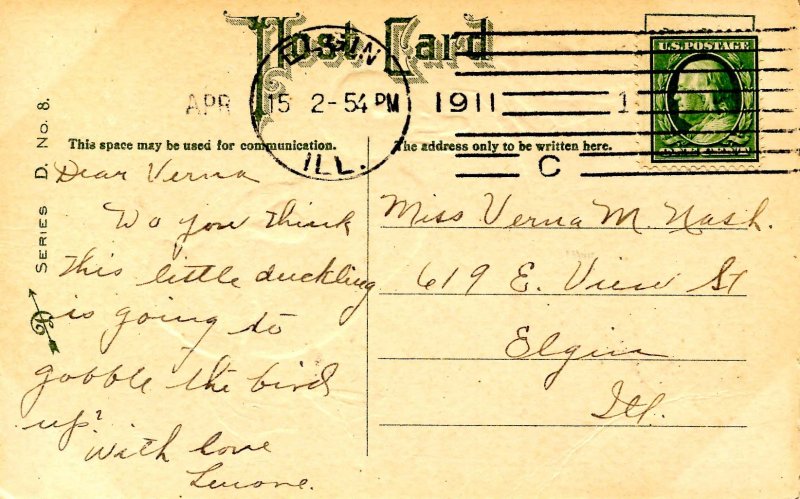 Post Card
ELGIN
APR 15 2-54 PM 1911 1
ILL. C
U.S. POSTAGE
SERIES D. No. 8.
This space may be used for communication.
The address only to be written here.
Dear Verna
Do you think
this little duckling
is going to
gobble the bird
up?
With love
Miss Verna M. Nash.
619 E. View St
Elgin
Ill.